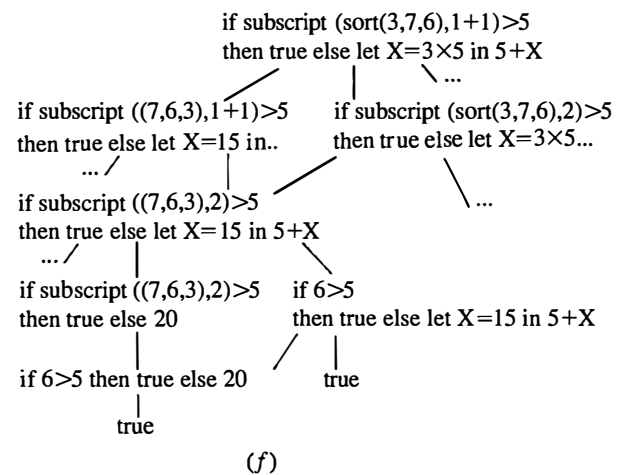 if subscript (sort(3,7,6),1+1)>5
then true else let X=3×5 in 5+X
...
if subscript ((7,6,3),1+1)>5
then true else let X=15 in..
if subscript (sort(3,7,6),2)>5
then true else let X=3×5...
...
if subscript ((7,6,3),2)>5
then true else let X=15 in 5+X
...
...
if subscript ((7,6,3),2)>5
then true else 20
if 6>5
then true else let X=15 in 5+X
if 6>5 then true else 20
true
true
(f)